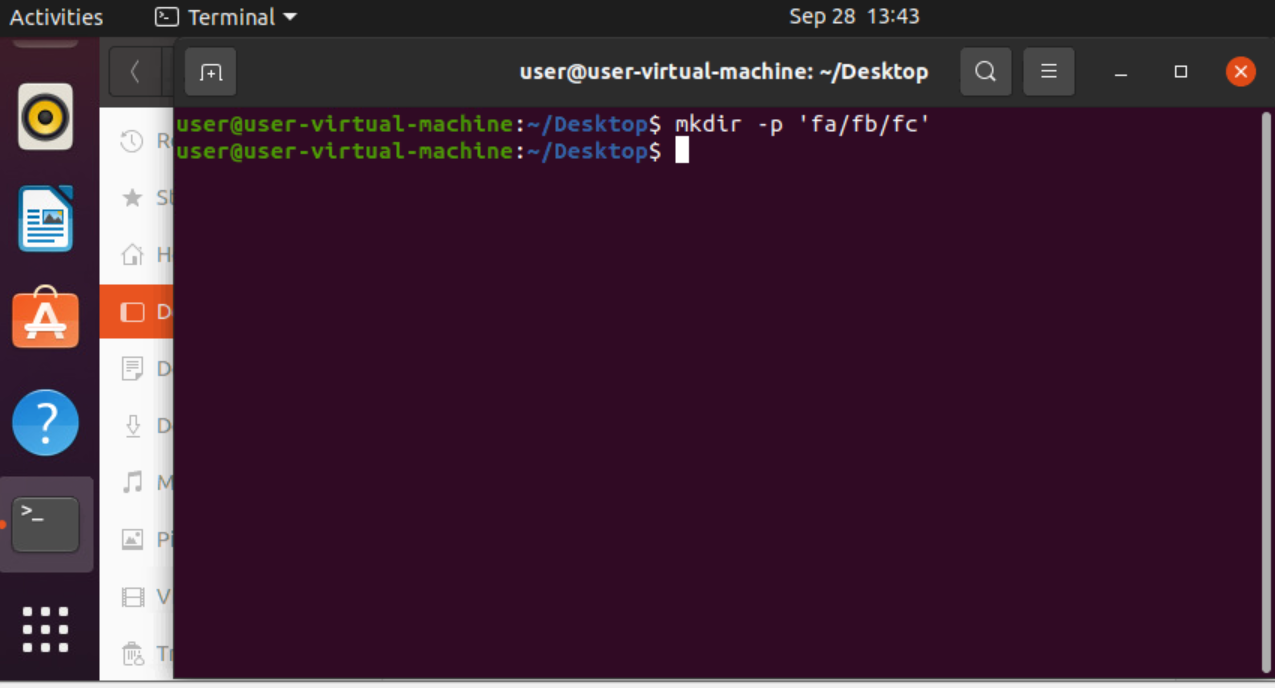 Activities
Terminal
Sep 28 13:43
user@user-virtual-machine: ~/Desktop
user@user-virtual-machine:~/Desktop$ mkdir -p 'fa/fb/fc'
user@user-virtual-machine:~/Desktop$